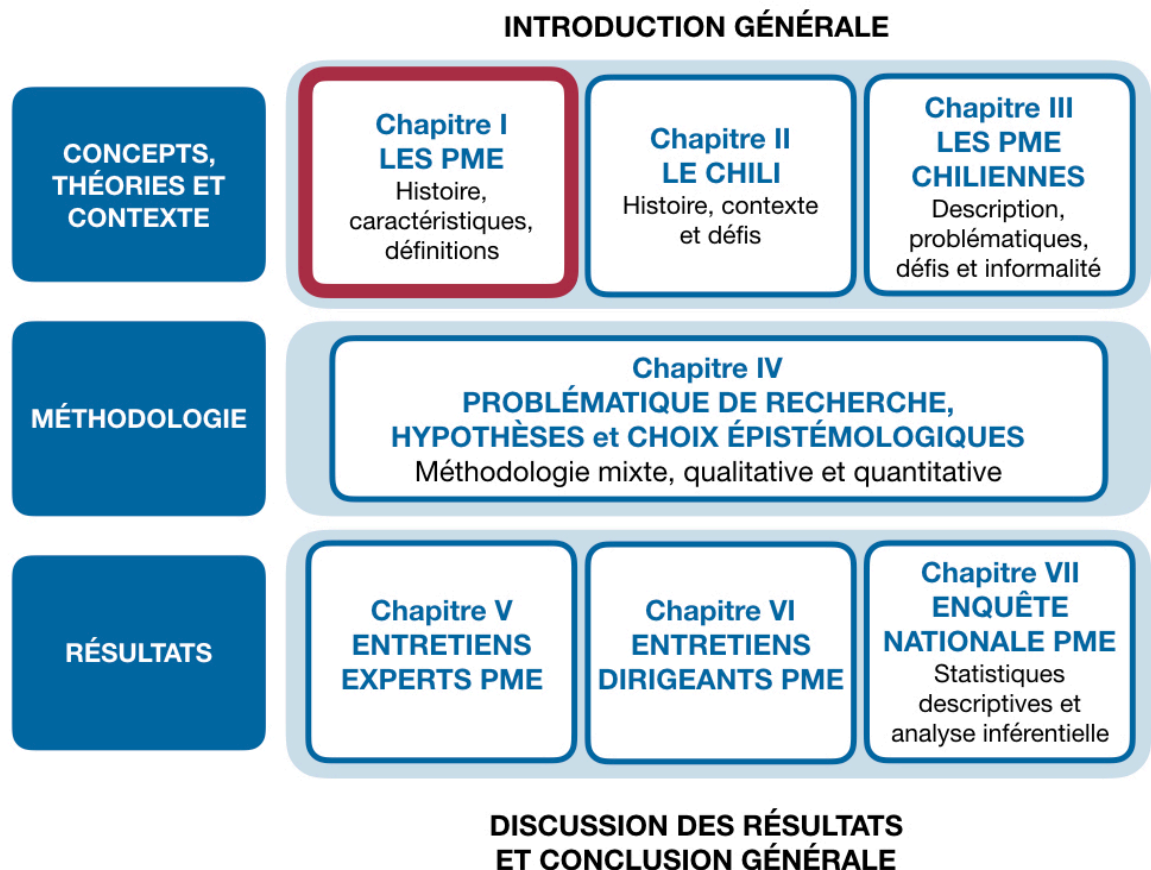 INTRODUCTION GÉNÉRALE
CONCEPTS,
THÉORIES ET
CONTEXTE
Chapitre I
LES PME
Histoire,
caractéristiques,
définitions
Chapitre II
LE CHILI
Histoire, contexte
et défis
Chapitre III
LES PME
CHILIENNES
Description,
problématiques,
défis et informalité
MÉTHODOLOGIE
Chapitre IV
PROBLÉMATIQUE DE RECHERCHE,
HYPOTHÈSES et CHOIX ÉPISTÉMOLOGIQUES
Méthodologie mixte, qualitative et quantitative
RÉSULTATS
Chapitre V
ENTRETIENS
EXPERTS PME
Chapitre VI
ENTRETIENS
DIRIGEANTS PME
Chapitre VII
ENQUÊTE
NATIONALE PME
Statistiques
descriptives et
analyse inférentielle
DISCUSSION DES RÉSULTATS
ET CONCLUSION GÉNÉRALE